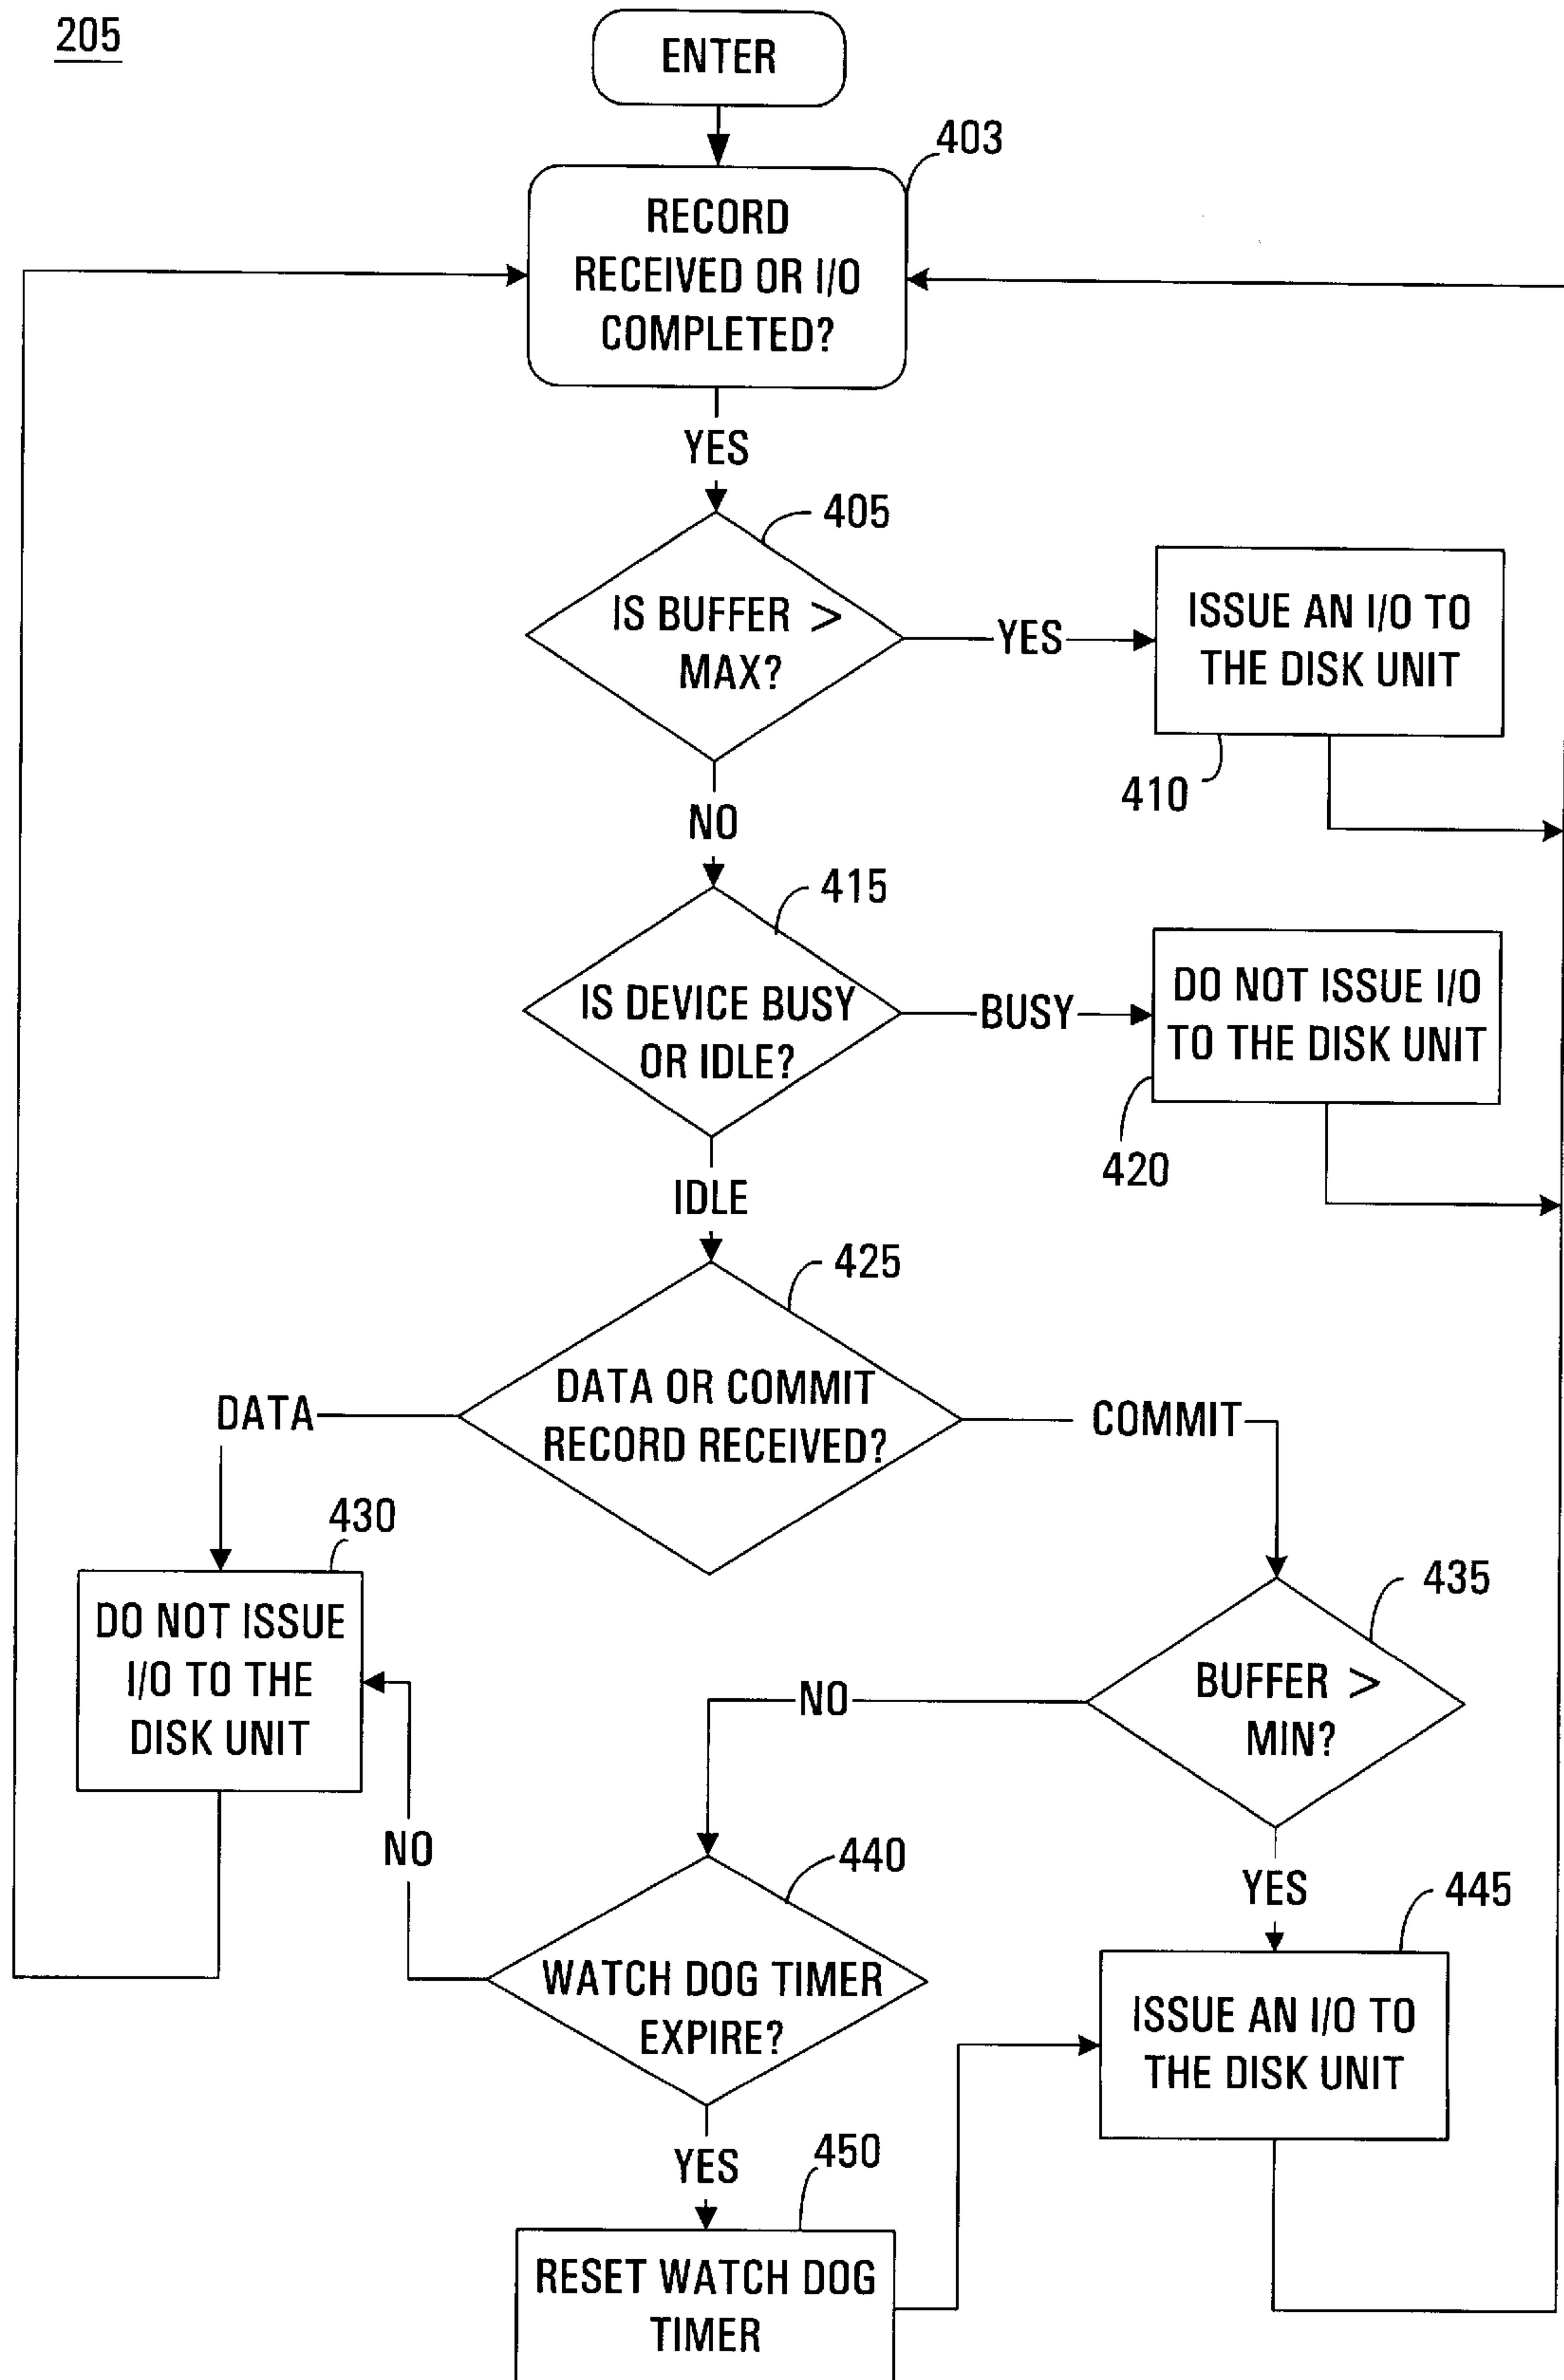 205
ENTER
403
RECORD
RECEIVED OR I/O
COMPLETED?
YES
405
IS BUFFER >
MAX?
YES
ISSUE AN I/O TO
THE DISK UNIT
410
NO
415
IS DEVICE BUSY
OR IDLE?
BUSY
DO NOT ISSUE I/O
TO THE DISK UNIT
420
IDLE
425
DATA OR COMMIT
RECORD RECEIVED?
DATA
COMMIT
430
DO NOT ISSUE
I/O TO THE
DISK UNIT
435
BUFFER >
MIN?
NO
NO
440
WATCH DOG TIMER
EXPIRE?
YES
445
ISSUE AN I/O TO
THE DISK UNIT
YES
450
RESET WATCH DOG
TIMER